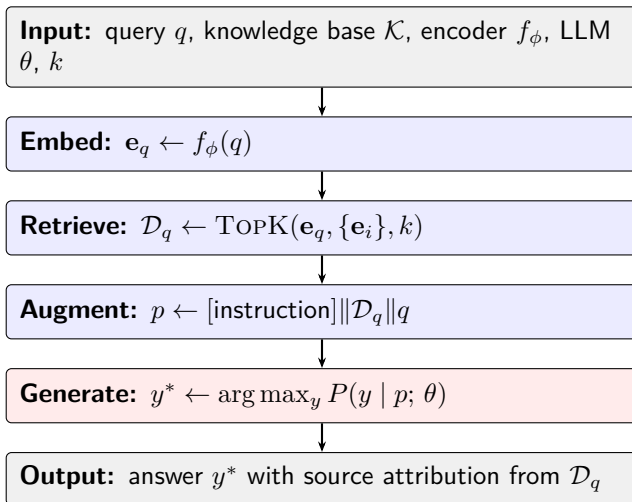 Input: query q, knowledge base 𝒦, encoder f_ϕ, LLM
θ, k
Embed: e_q ← f_ϕ(q)
Retrieve: 𝒟_q ← TopK(e_q, {e_i}, k)
Augment: p ← [instruction]‖𝒟_q‖q
Generate: y* ← arg max_y P(y | p; θ)
Output: answer y* with source attribution from 𝒟_q